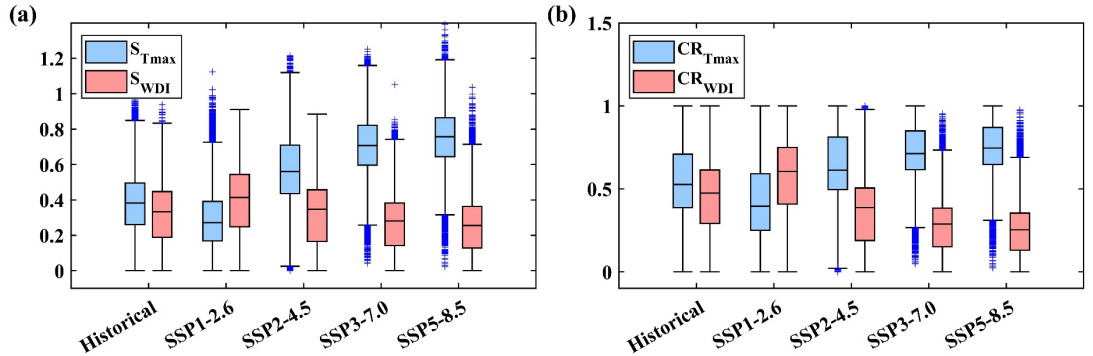 (a)
S_Tmax
S_WDI
1.2
1
0.8
0.6
0.4
0.2
0
Historical
SSP1-2.6
SSP2-4.5
SSP3-7.0
SSP5-8.5
(b)
CR_Tmax
CR_WDI
1.5
1
0.5
0
Historical
SSP1-2.6
SSP2-4.5
SSP3-7.0
SSP5-8.5